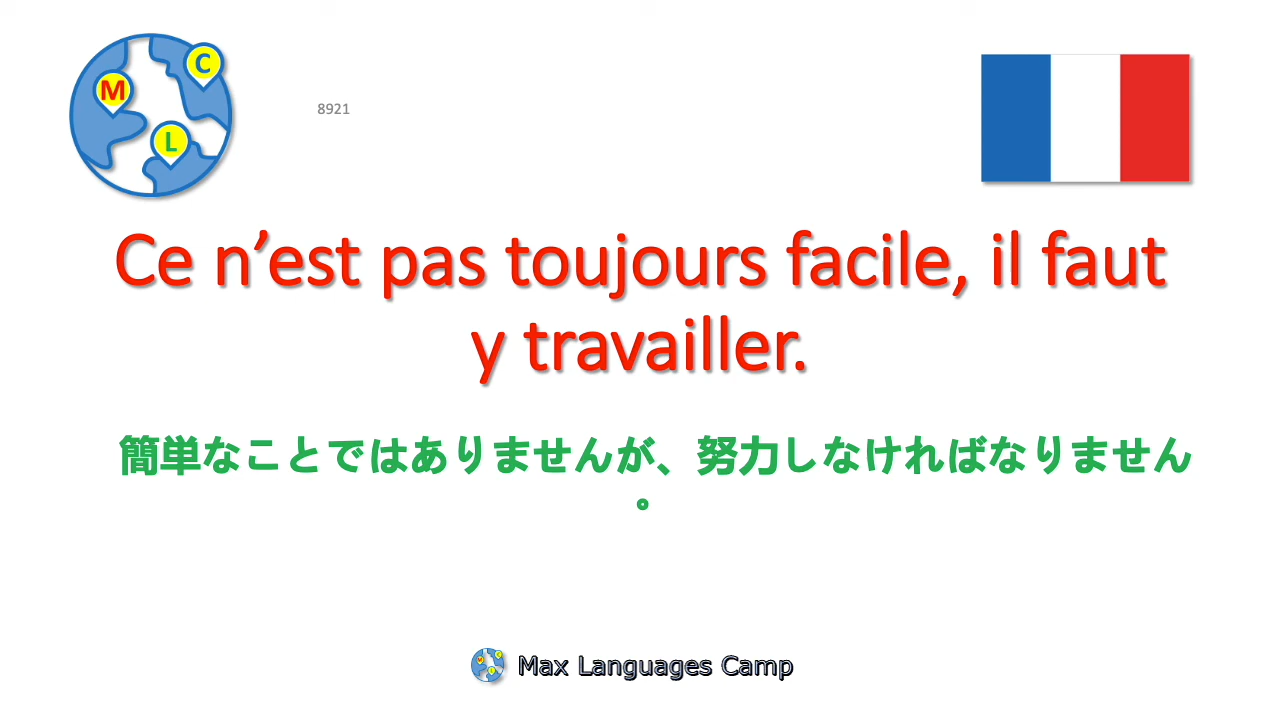 C
M
L
8921
Ce n’est pas toujours facile, il faut
y travailler.
簡単なことではありませんが、努力しなければなりません
。
Max Languages Camp